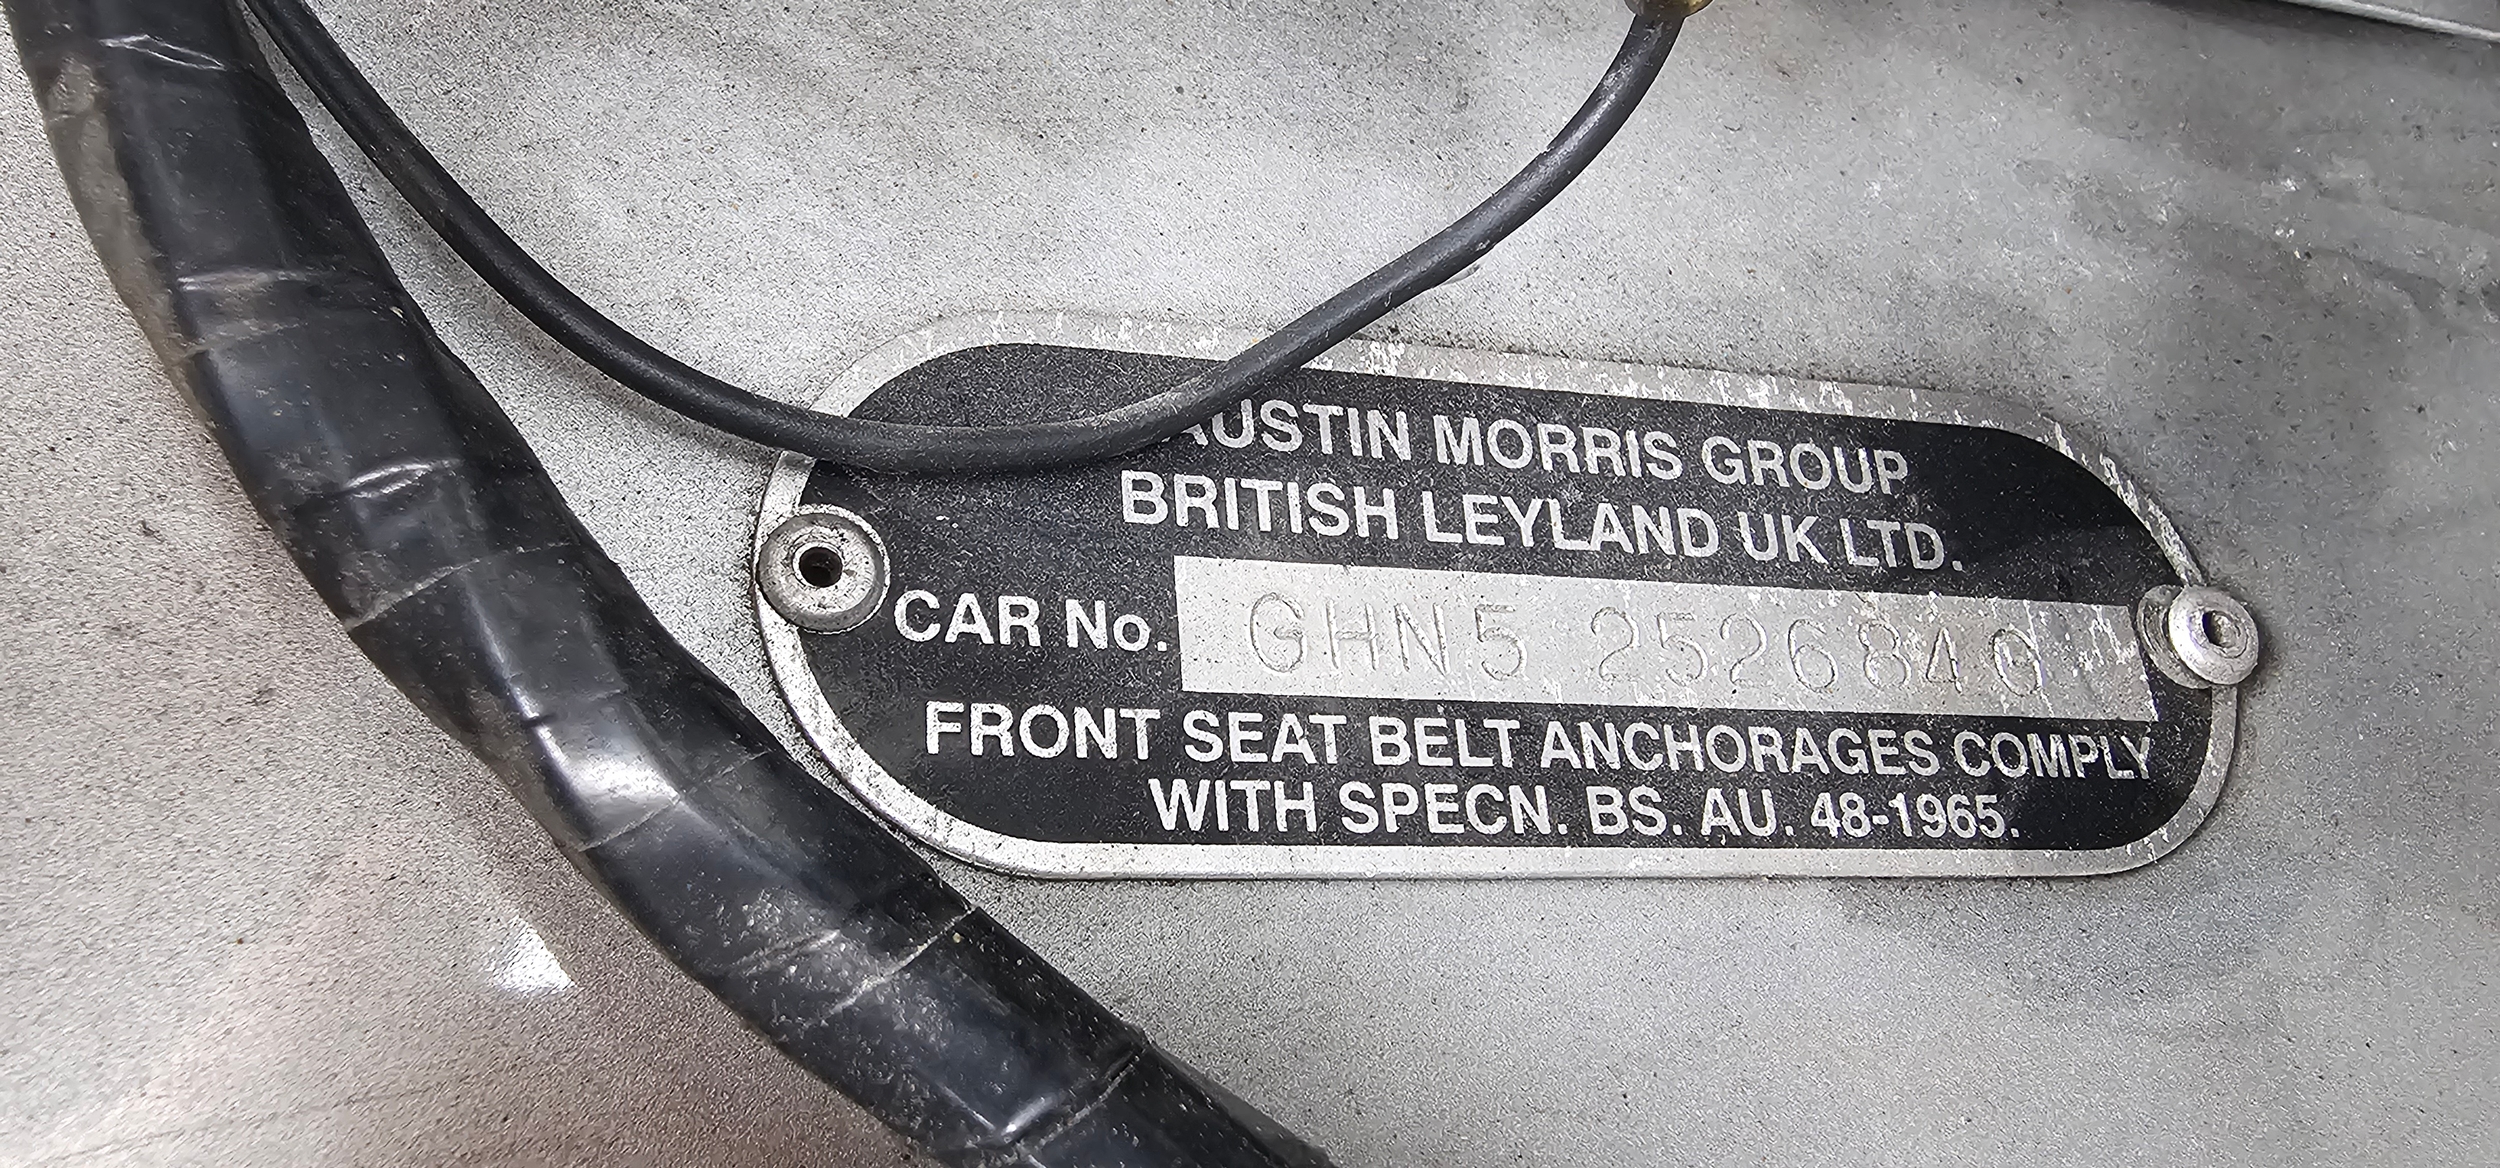 AUSTIN MORRIS GROUP
BRITISH LEYLAND UK LTD.
CAR No. GHN5 252684G
FRONT SEAT BELT ANCHORAGES COMPLY
WITH SPECN. BS. AU. 48-1965.